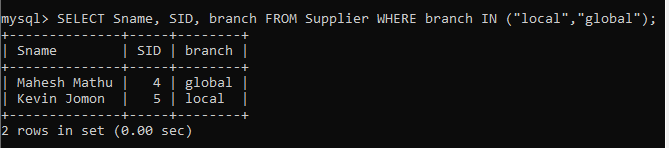 mysql> SELECT Sname, SID, branch FROM Supplier WHERE branch IN ("local","global");
+--------------+-----+--------+
| Sname        | SID | branch |
+--------------+-----+--------+
| Mahesh Mathu |   4 | global |
| Kevin Jomon  |   5 | local  |
+--------------+-----+--------+
2 rows in set (0.00 sec)